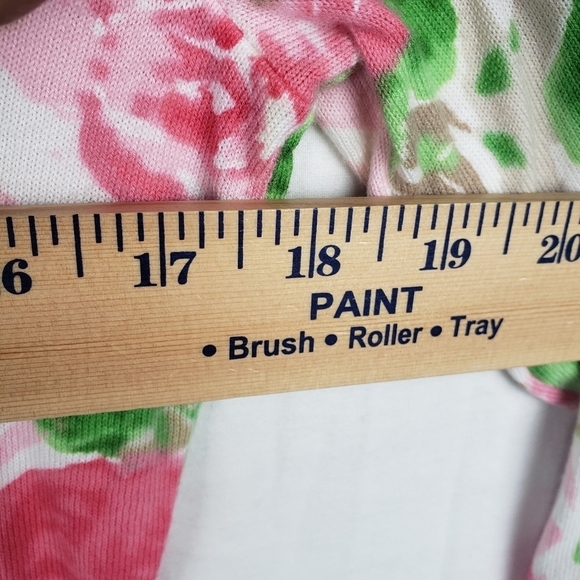 6 17 18 19 20
PAINT
• Brush • Roller • Tray